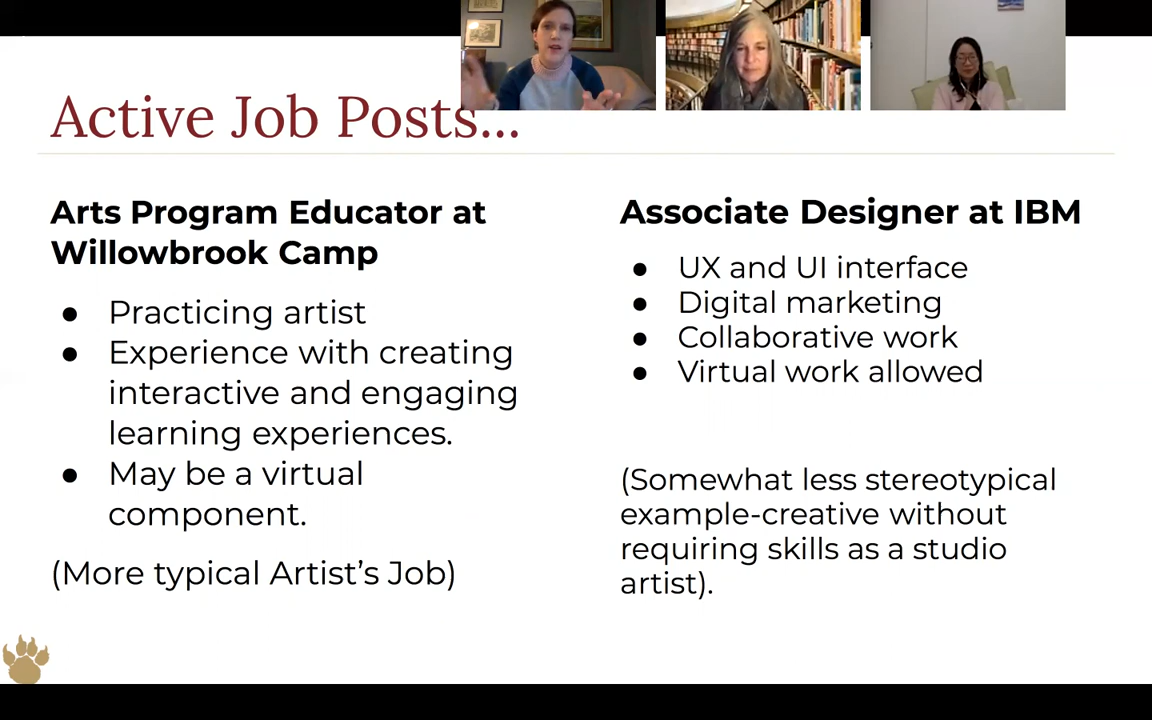 Active Job Posts...
Arts Program Educator at
Willowbrook Camp
● Practicing artist
● Experience with creating
interactive and engaging
learning experiences.
● May be a virtual
component.
(More typical Artist's Job)
Associate Designer at IBM
● UX and UI interface
● Digital marketing
● Collaborative work
● Virtual work allowed
(Somewhat less stereotypical
example-creative without
requiring skills as a studio
artist).